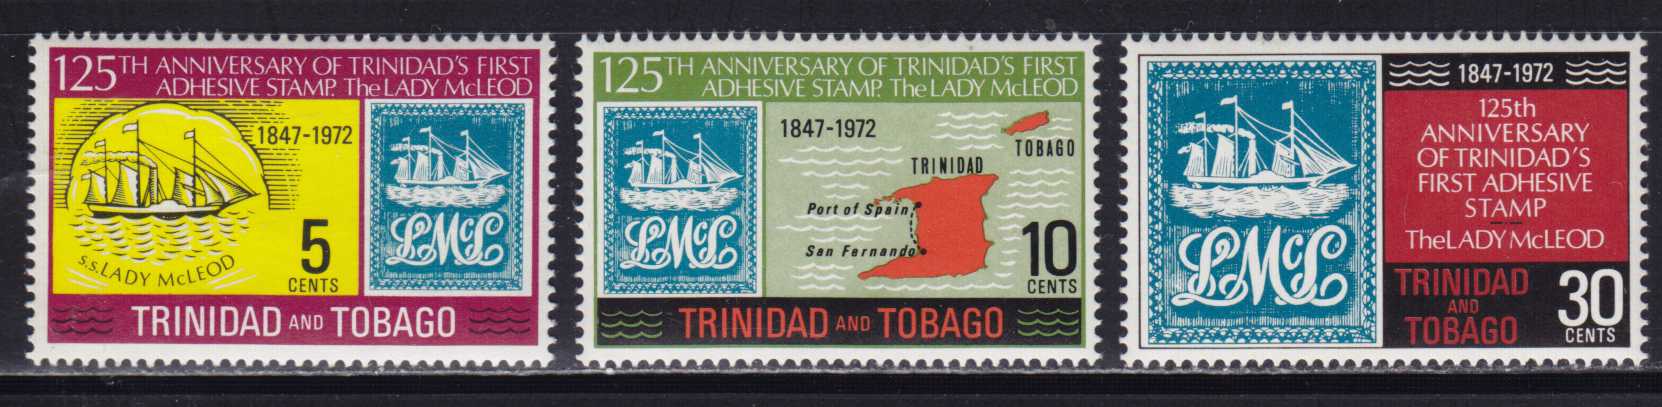 125TH ANNIVERSARY OF TRINIDAD'S FIRST
ADHESIVE STAMP. The LADY McLEOD
1847-1972
5
CENTS
s.s. LADY McLEOD
LMcL
TRINIDAD AND TOBAGO
125TH ANNIVERSARY OF TRINIDAD'S FIRST
ADHESIVE STAMP. The LADY McLEOD
1847-1972
TOBAGO
TRINIDAD
Port of Spain
San Fernando
10
CENTS
LMcL
TRINIDAD AND TOBAGO
LMcL
1847-1972
125th
ANNIVERSARY
OF TRINIDAD'S
FIRST ADHESIVE
STAMP
The LADY McLEOD
TRINIDAD
AND
TOBAGO
30
CENTS